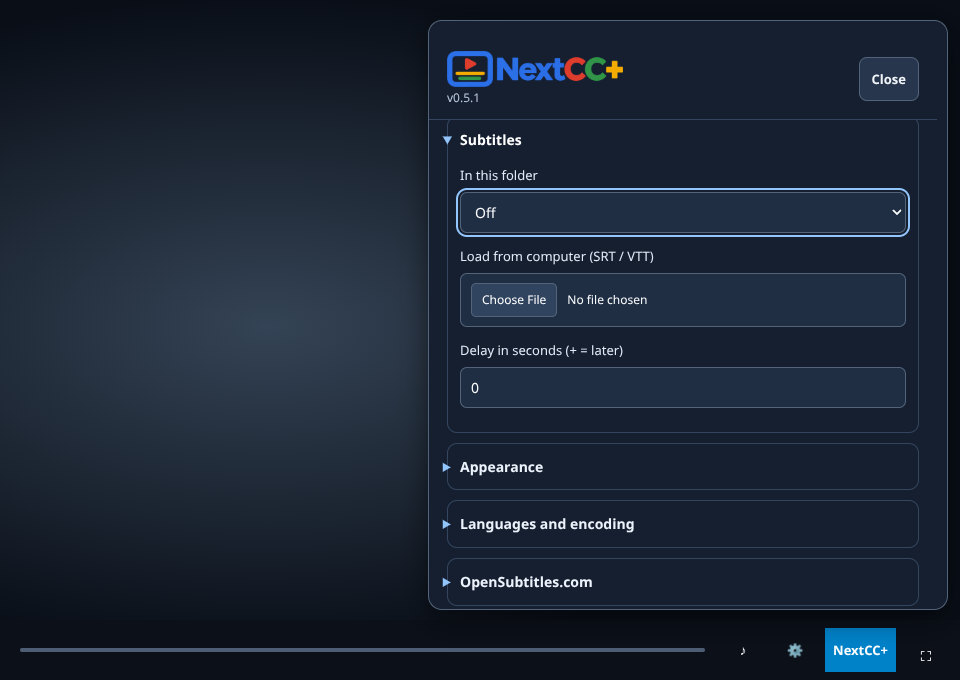 NextCC+
v0.5.1
Close
Subtitles
In this folder
Off
Load from computer (SRT / VTT)
Choose File No file chosen
Delay in seconds (+ = later)
0
Appearance
Languages and encoding
OpenSubtitles.com
NextCC+